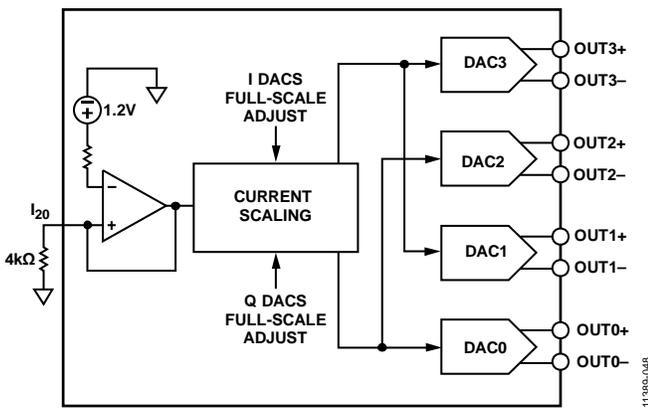 I DACS
FULL-SCALE
ADJUST
1.2V
−
+
−
+
I20
4kΩ
CURRENT
SCALING
Q DACS
FULL-SCALE
ADJUST
DAC3
OUT3+
OUT3−
DAC2
OUT2+
OUT2−
DAC1
OUT1+
OUT1−
DAC0
OUT0+
OUT0−
11389-048